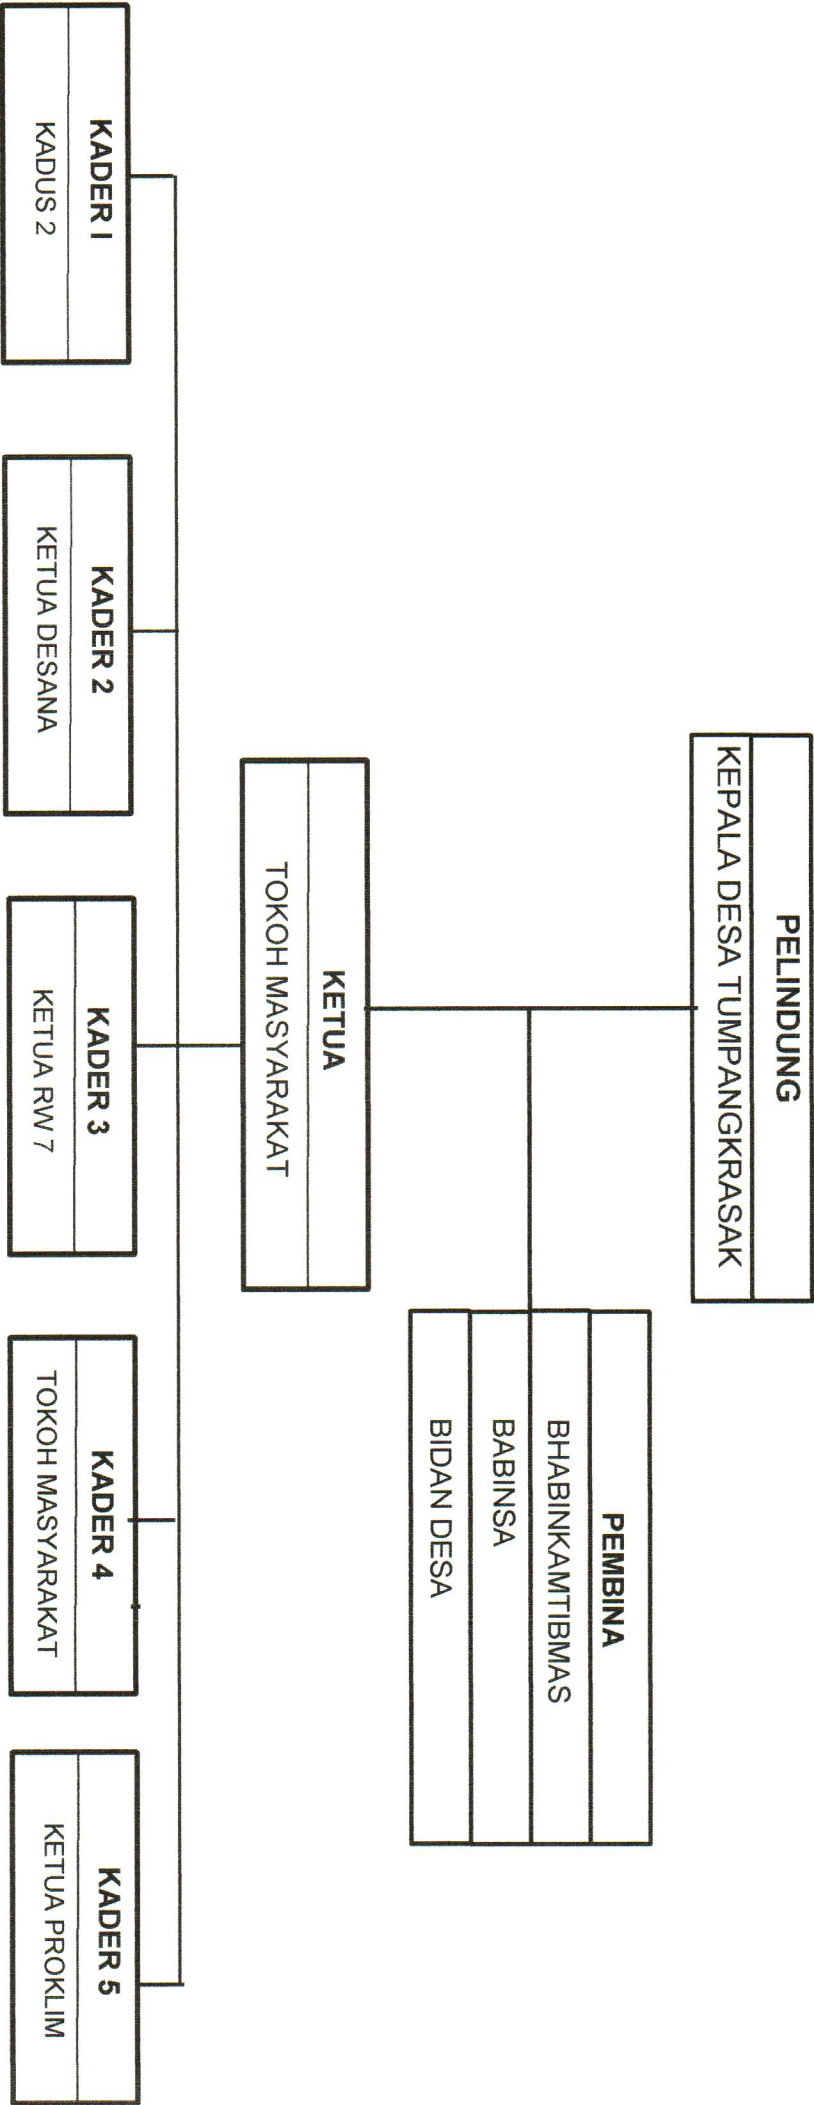 PELINDUNG
KEPALA DESA TUMPANGKRASAK
PEMBINA
BHABINKAMTIBMAS
BABINSA
BIDAN DESA
KETUA
TOKOH MASYARAKAT
KADER I
KADUS 2
KADER 2
KETUA DESANA
KADER 3
KETUA RW 7
KADER 4
TOKOH MASYARAKAT
KADER 5
KETUA PROKLIM